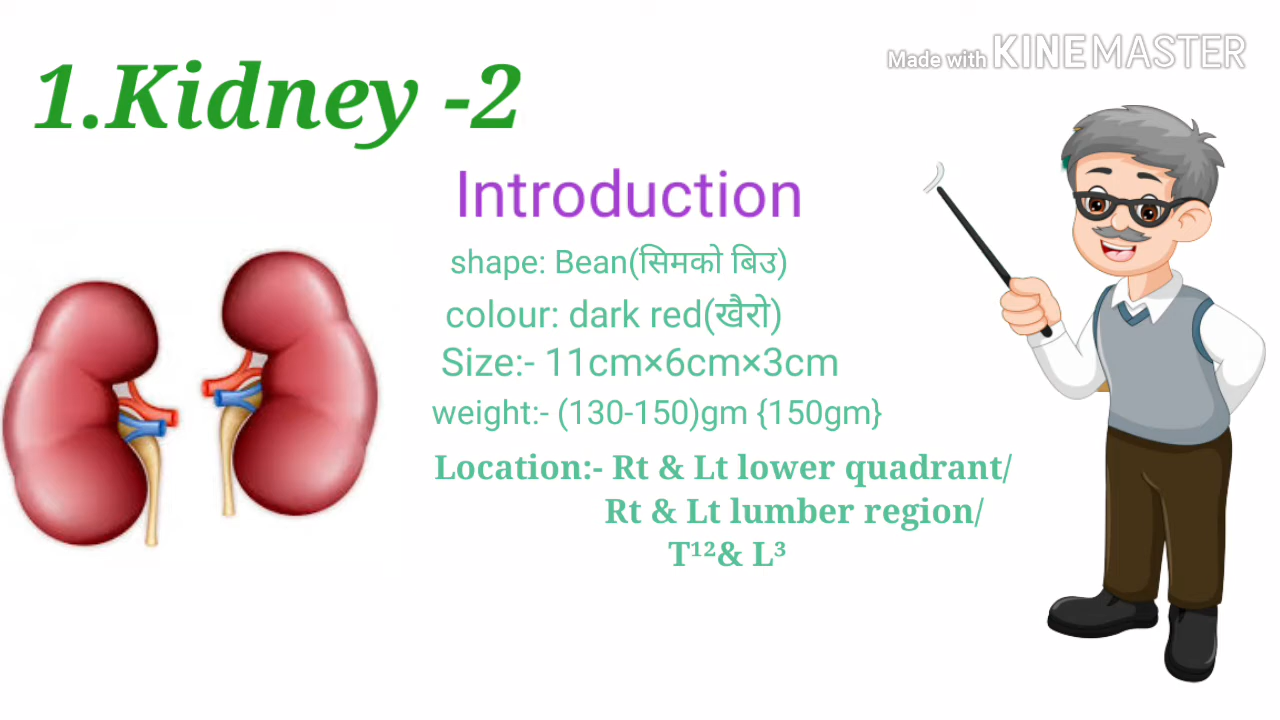 Made with KINEMASTER
1.Kidney -2
Introduction
shape: Bean(सिमको बिउ)
colour: dark red(खैरो)
Size:- 11cm×6cm×3cm
weight:- (130-150)gm {150gm}
Location:- Rt & Lt lower quadrant/
Rt & Lt lumber region/
T¹²& L³